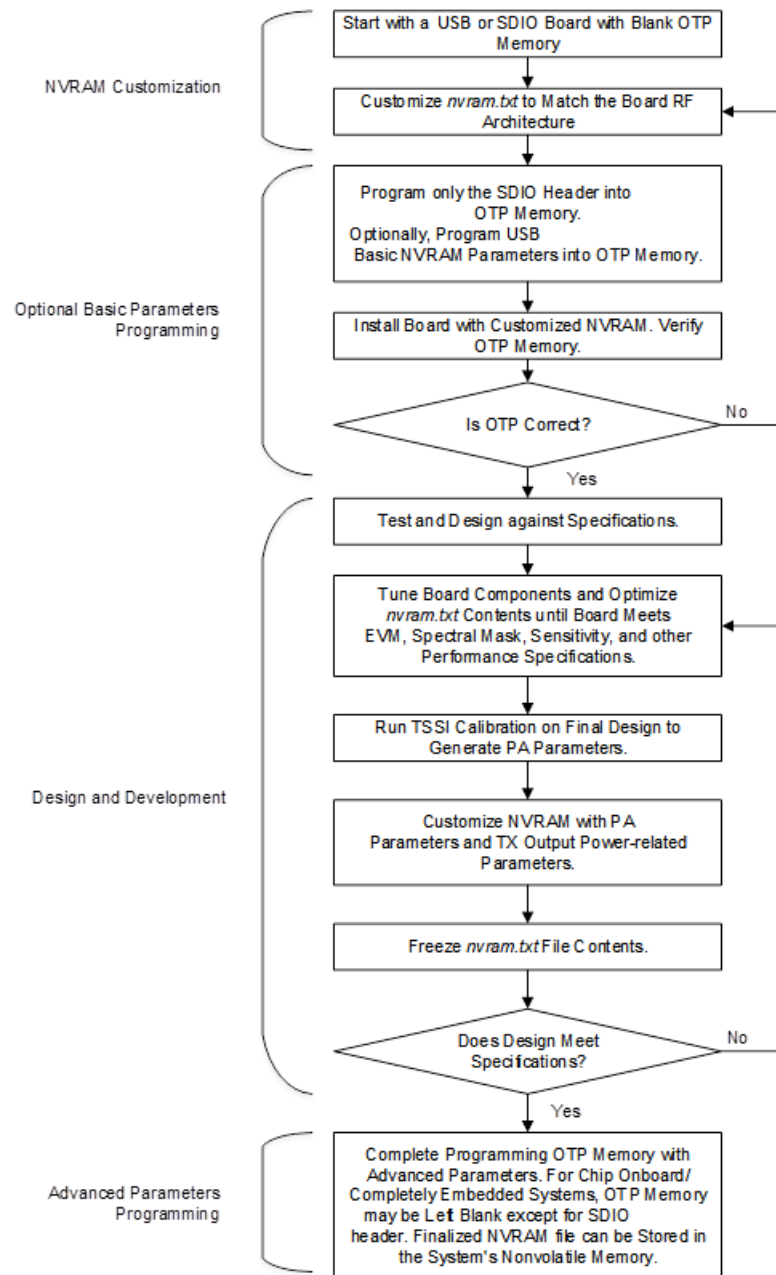 Start with a USB or SDIO Board with Blank OTP
Memory
NVRAM Customization
Customize nvram.txt to Match the Board RF
Architecture
Program only the SDIO Header into
OTP Memory.
Optionally, Program USB
Basic NVRAM Parameters into OTP Memory.
Optional Basic Parameters
Programming
Install Board with Customized NVRAM. Verify
OTP Memory.
Is OTP Correct?
No
Yes
Test and Design against Specifications.
Tune Board Components and Optimize
nvram.txt Contents until Board Meets
EVM, Spectral Mask, Sensitivity, and other
Performance Specifications.
Run TSSI Calibration on Final Design to
Generate PA Parameters.
Design and Development
Customize NVRAM with PA
Parameters and TX Output Power-related
Parameters.
Freeze nvram.txt File Contents.
Does Design Meet
Specifications?
No
Yes
Complete Programming OTP Memory with
Advanced Parameters. For Chip Onboard/
Completely Embedded Systems, OTP Memory
may be Left Blank except for SDIO
header. Finalized NVRAM file can be Stored in
the System's Nonvolatile Memory.
Advanced Parameters
Programming